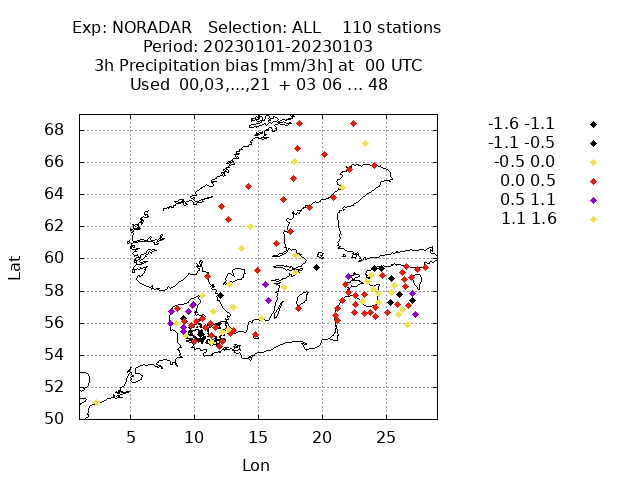 Exp: NORADAR   Selection: ALL    110 stations
Period: 20230101-20230103
3h Precipitation bias [mm/3h] at  00 UTC
Used  00,03,...,21  + 03 06 ... 48
-1.6 -1.1
-1.1 -0.5
-0.5 0.0
0.0 0.5
0.5 1.1
1.1 1.6
68
66
64
62
60
58
56
54
52
50
Lat
5 10 15 20 25
Lon